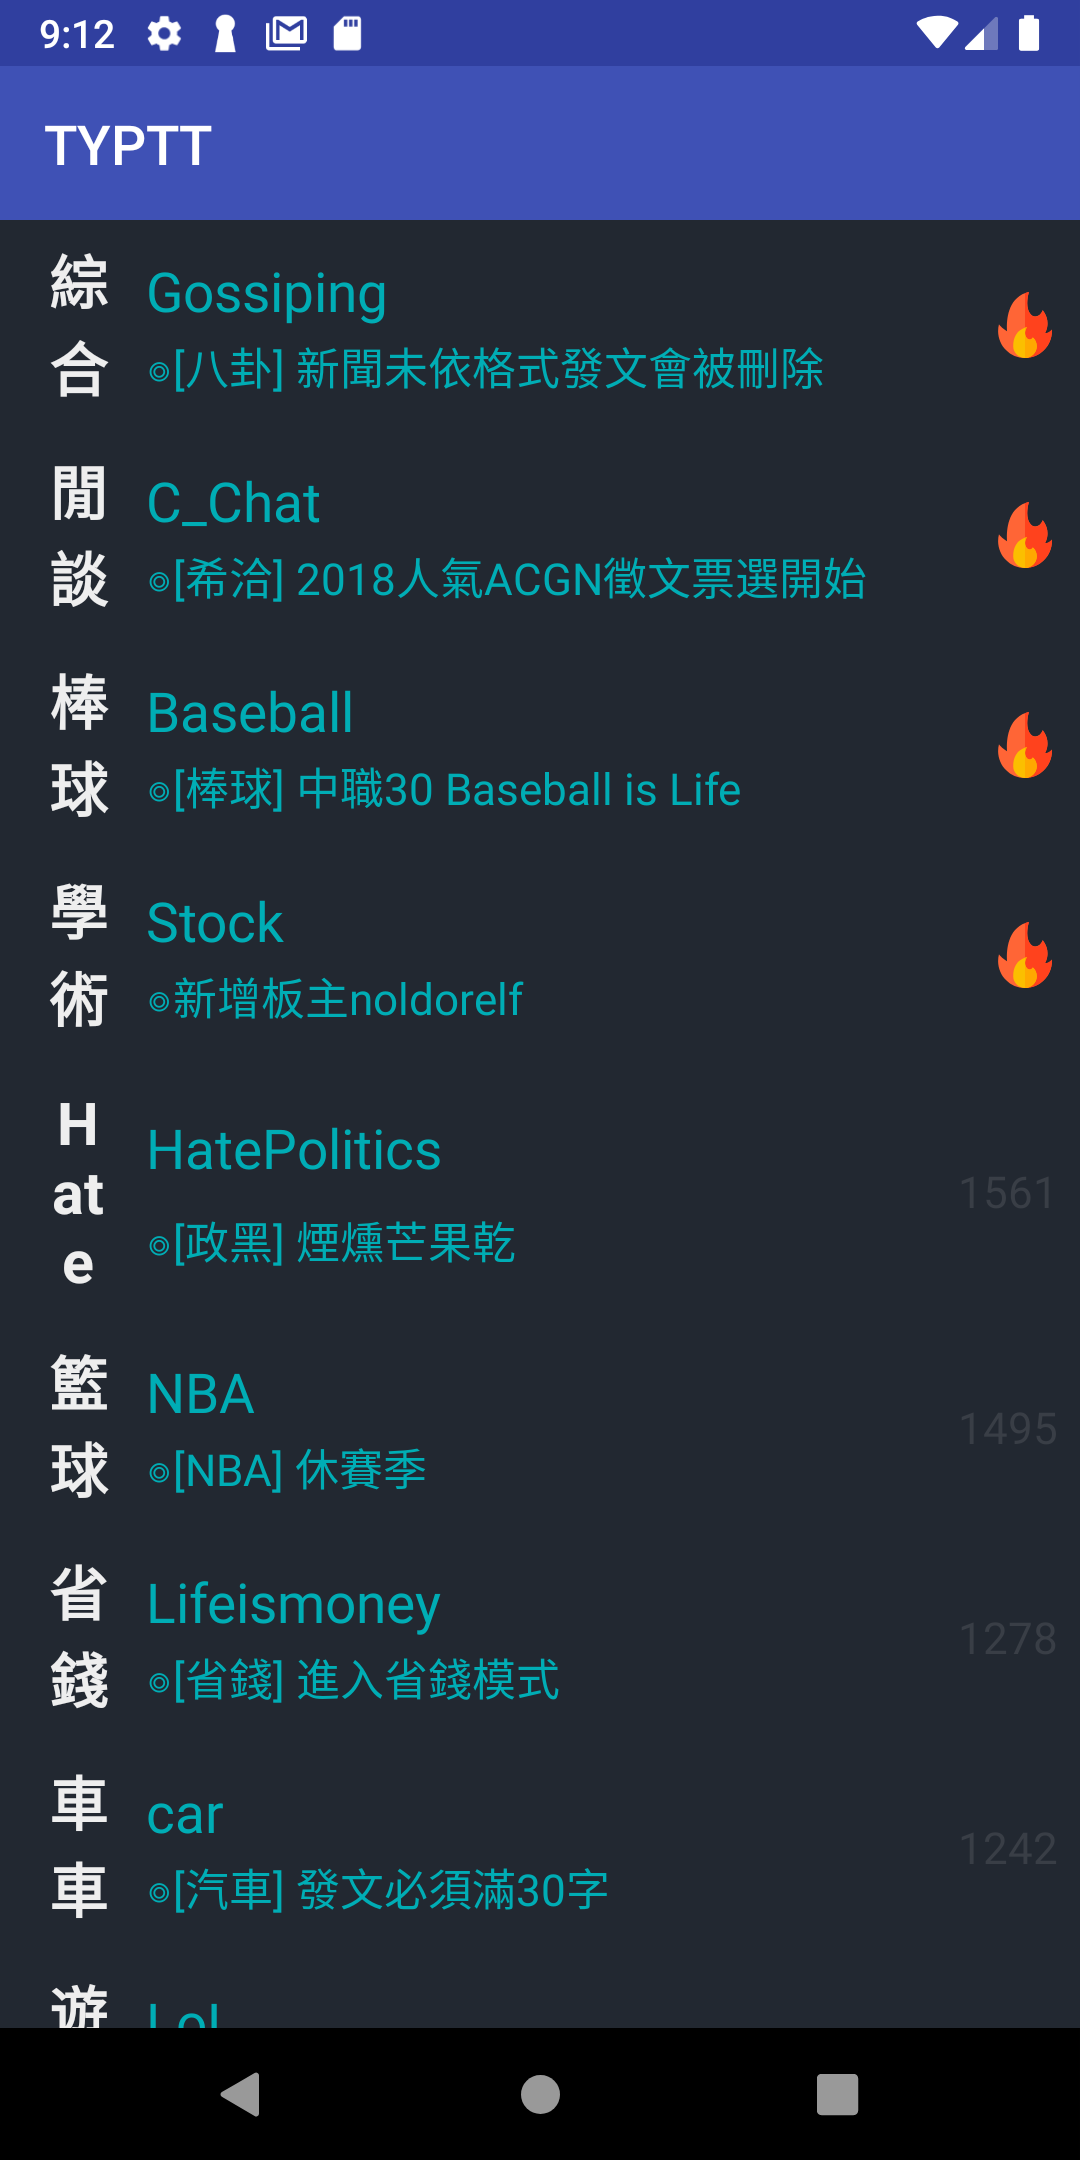 9:12
TYPTT
綜合
Gossiping
◎[八卦] 新聞未依格式發文會被刪除
閒談
C_Chat
◎[希洽] 2018人氣ACGN徵文票選開始
棒球
Baseball
◎[棒球] 中職30 Baseball is Life
學術
Stock
◎新增板主noldorelf
Hate
HatePolitics
◎[政黑] 煙燻芒果乾
1561
籃球
NBA
◎[NBA] 休賽季
1495
省錢
Lifeismoney
◎[省錢] 進入省錢模式
1278
車車
car
◎[汽車] 發文必須滿30字
1242
遊
LoL